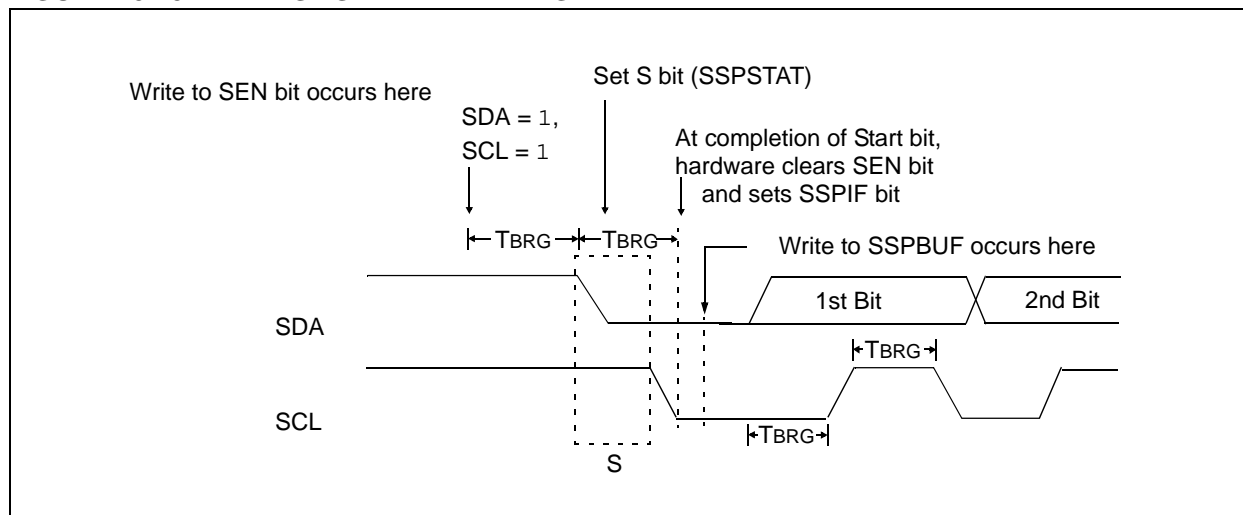 Set S bit (SSPSTAT)
Write to SEN bit occurs here
SDA = 1,
SCL = 1
At completion of Start bit,
hardware clears SEN bit
and sets SSPIF bit
TBRG
TBRG
Write to SSPBUF occurs here
1st Bit
2nd Bit
SDA
TBRG
SCL
TBRG
S